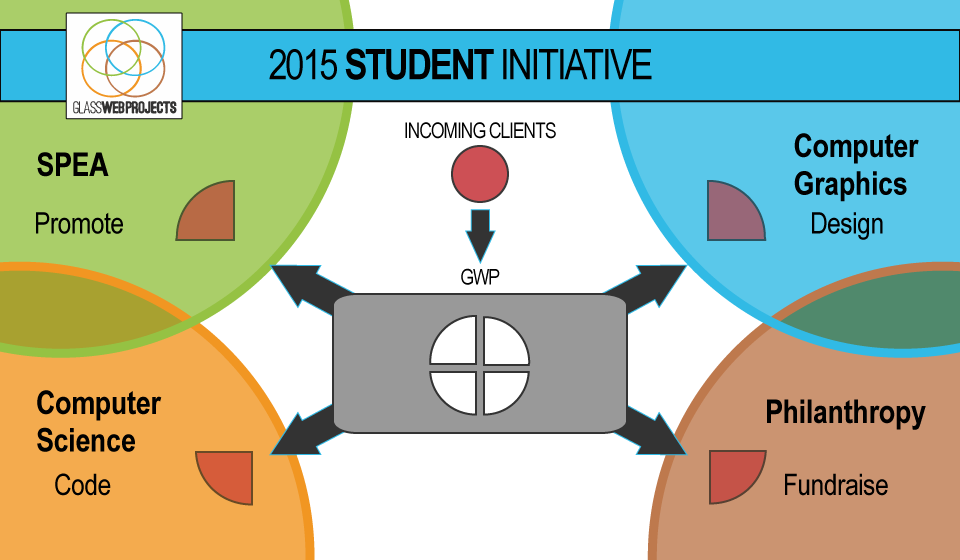 2015 STUDENT INITIATIVE
GLASSWEBPROJECTS
INCOMING CLIENTS
GWP
SPEA
Promote
Computer
Graphics
Design
Computer
Science
Code
Philanthropy
Fundraise